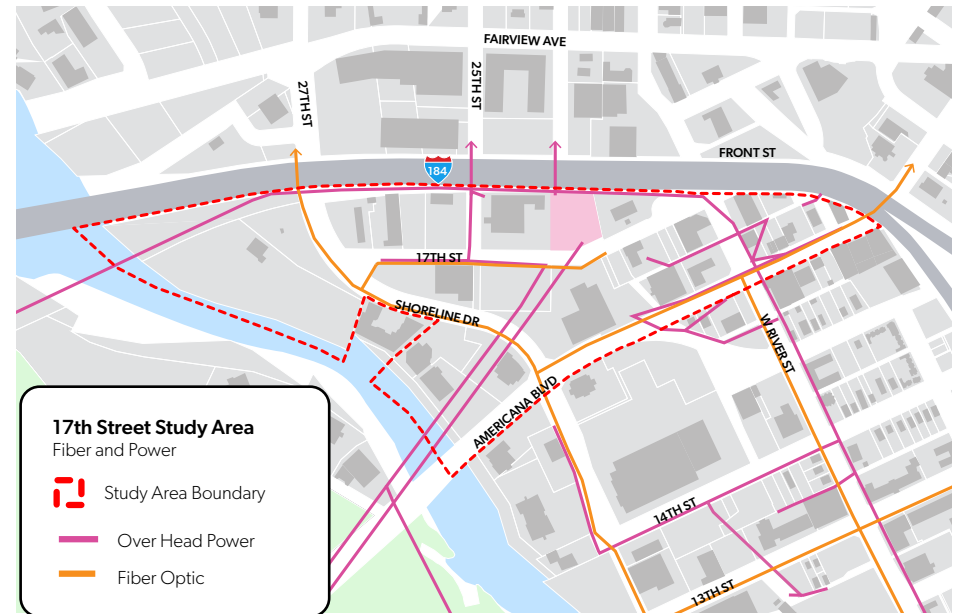 FAIRVIEW AVE
27TH ST
25TH ST
FRONT ST
184
17TH ST
SHORELINE DR
W RIVER ST
AMERICANA BLVD
14TH ST
13TH ST
17th Street Study Area
Fiber and Power
Study Area Boundary
Over Head Power
Fiber Optic